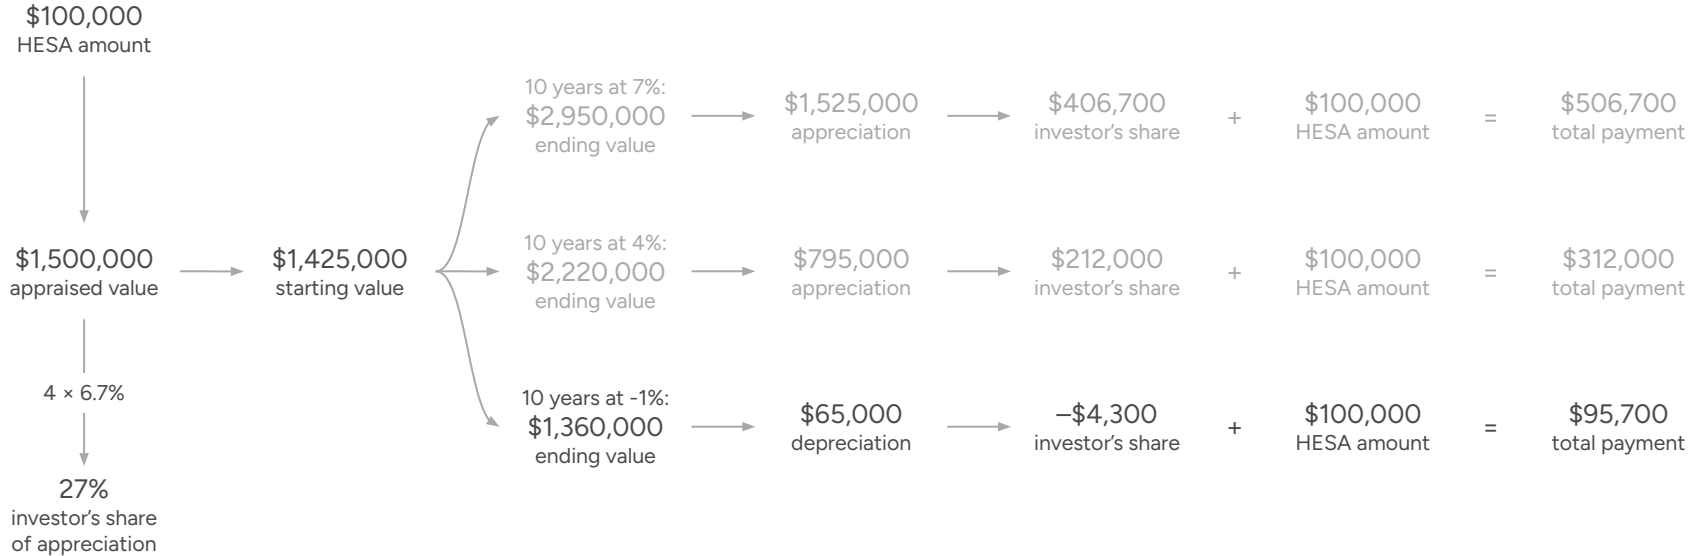 $100,000
HESA amount
$1,500,000
appraised value
4 × 6.7%
27%
investor's share
of appreciation
$1,425,000
starting value
10 years at 7%:
$2,950,000
ending value
$1,525,000
appreciation
$406,700
investor's share
+
$100,000
HESA amount
=
$506,700
total payment
10 years at 4%:
$2,220,000
ending value
$795,000
appreciation
$212,000
investor's share
+
$100,000
HESA amount
=
$312,000
total payment
10 years at -1%:
$1,360,000
ending value
$65,000
depreciation
–$4,300
investor's share
+
$100,000
HESA amount
=
$95,700
total payment